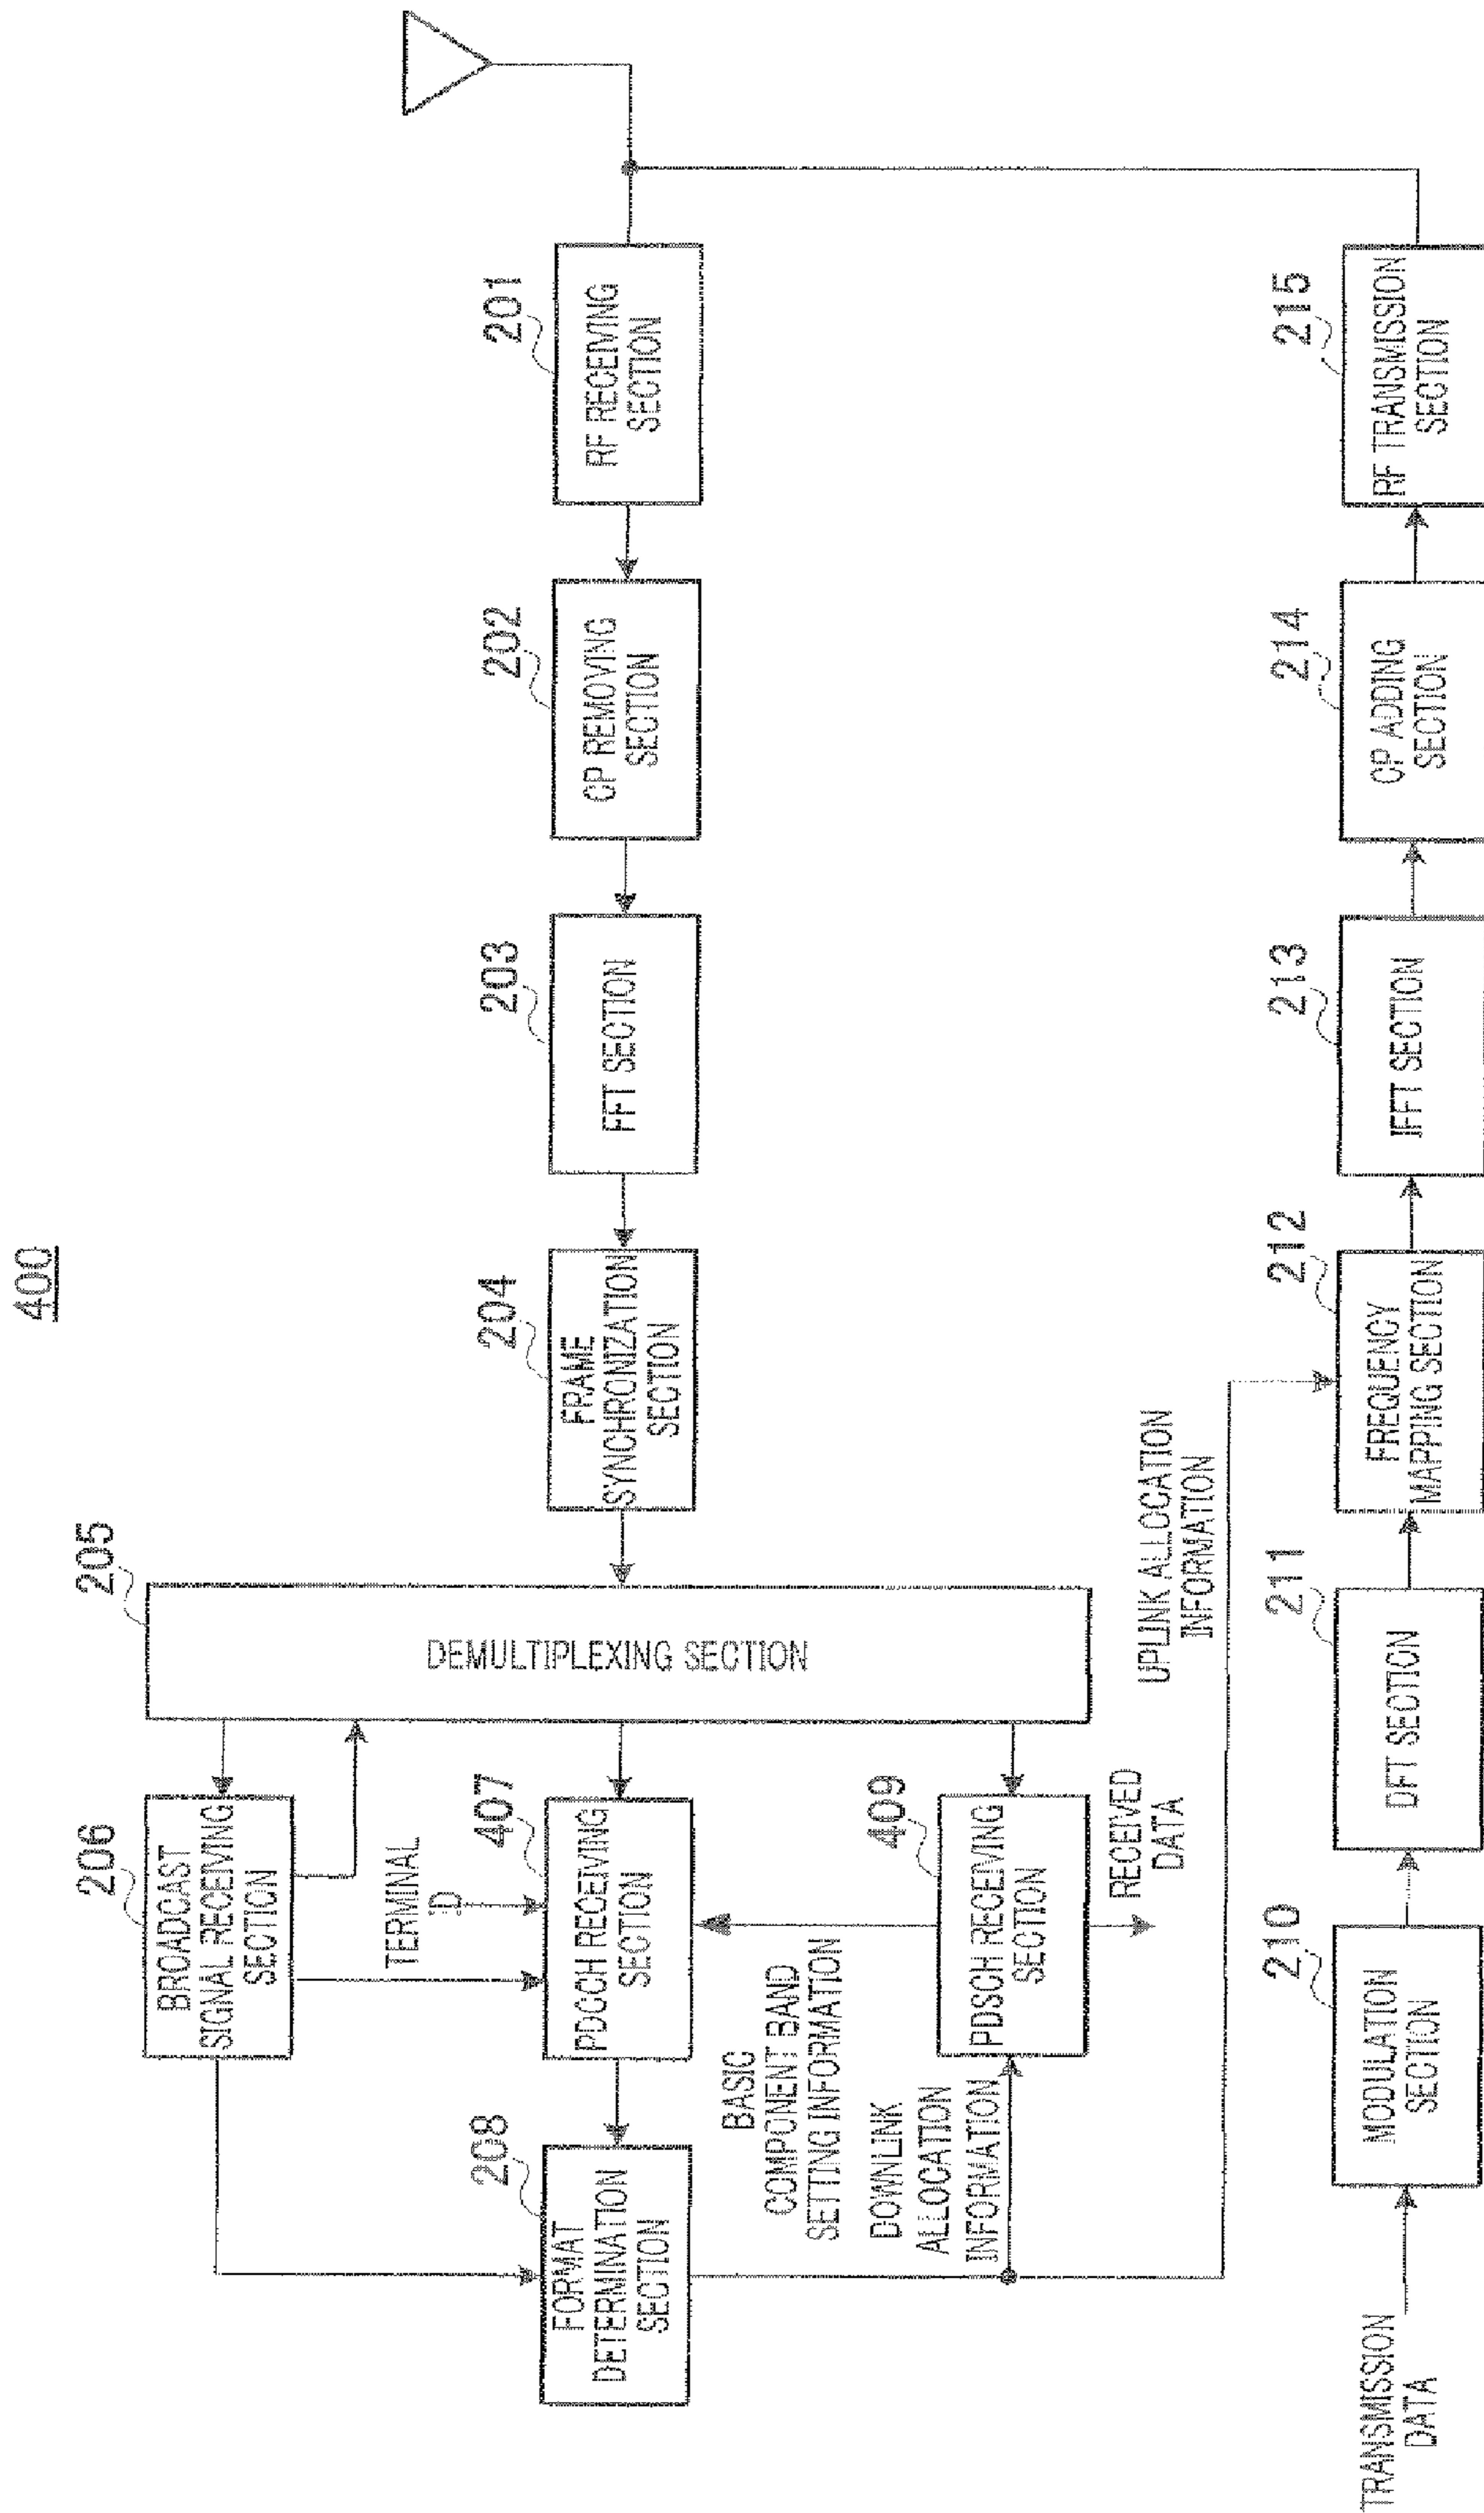 400
201
RF RECEIVING
SECTION
202
CP REMOVING
SECTION
203
FFT SECTION
204
FRAME
SYNCHRONIZATION
SECTION
205
DEMULTIPLEXING SECTION
206
BROADCAST
SIGNAL RECEIVING
SECTION
TERMINAL
ID
407
PDCCH RECEIVING
SECTION
208
FORMAT
DETERMINATION
SECTION
BASIC
COMPONENT BAND
SETTING INFORMATION
DOWNLINK
ALLOCATION
INFORMATION
409
PDSCH RECEIVING
SECTION
RECEIVED
DATA
UPLINK ALLOCATION
INFORMATION
TRANSMISSION
DATA
210
MODULATION
SECTION
211
DFT SECTION
212
FREQUENCY
MAPPING SECTION
213
IFFT SECTION
214
CP ADDING
SECTION
215
RF TRANSMISSION
SECTION